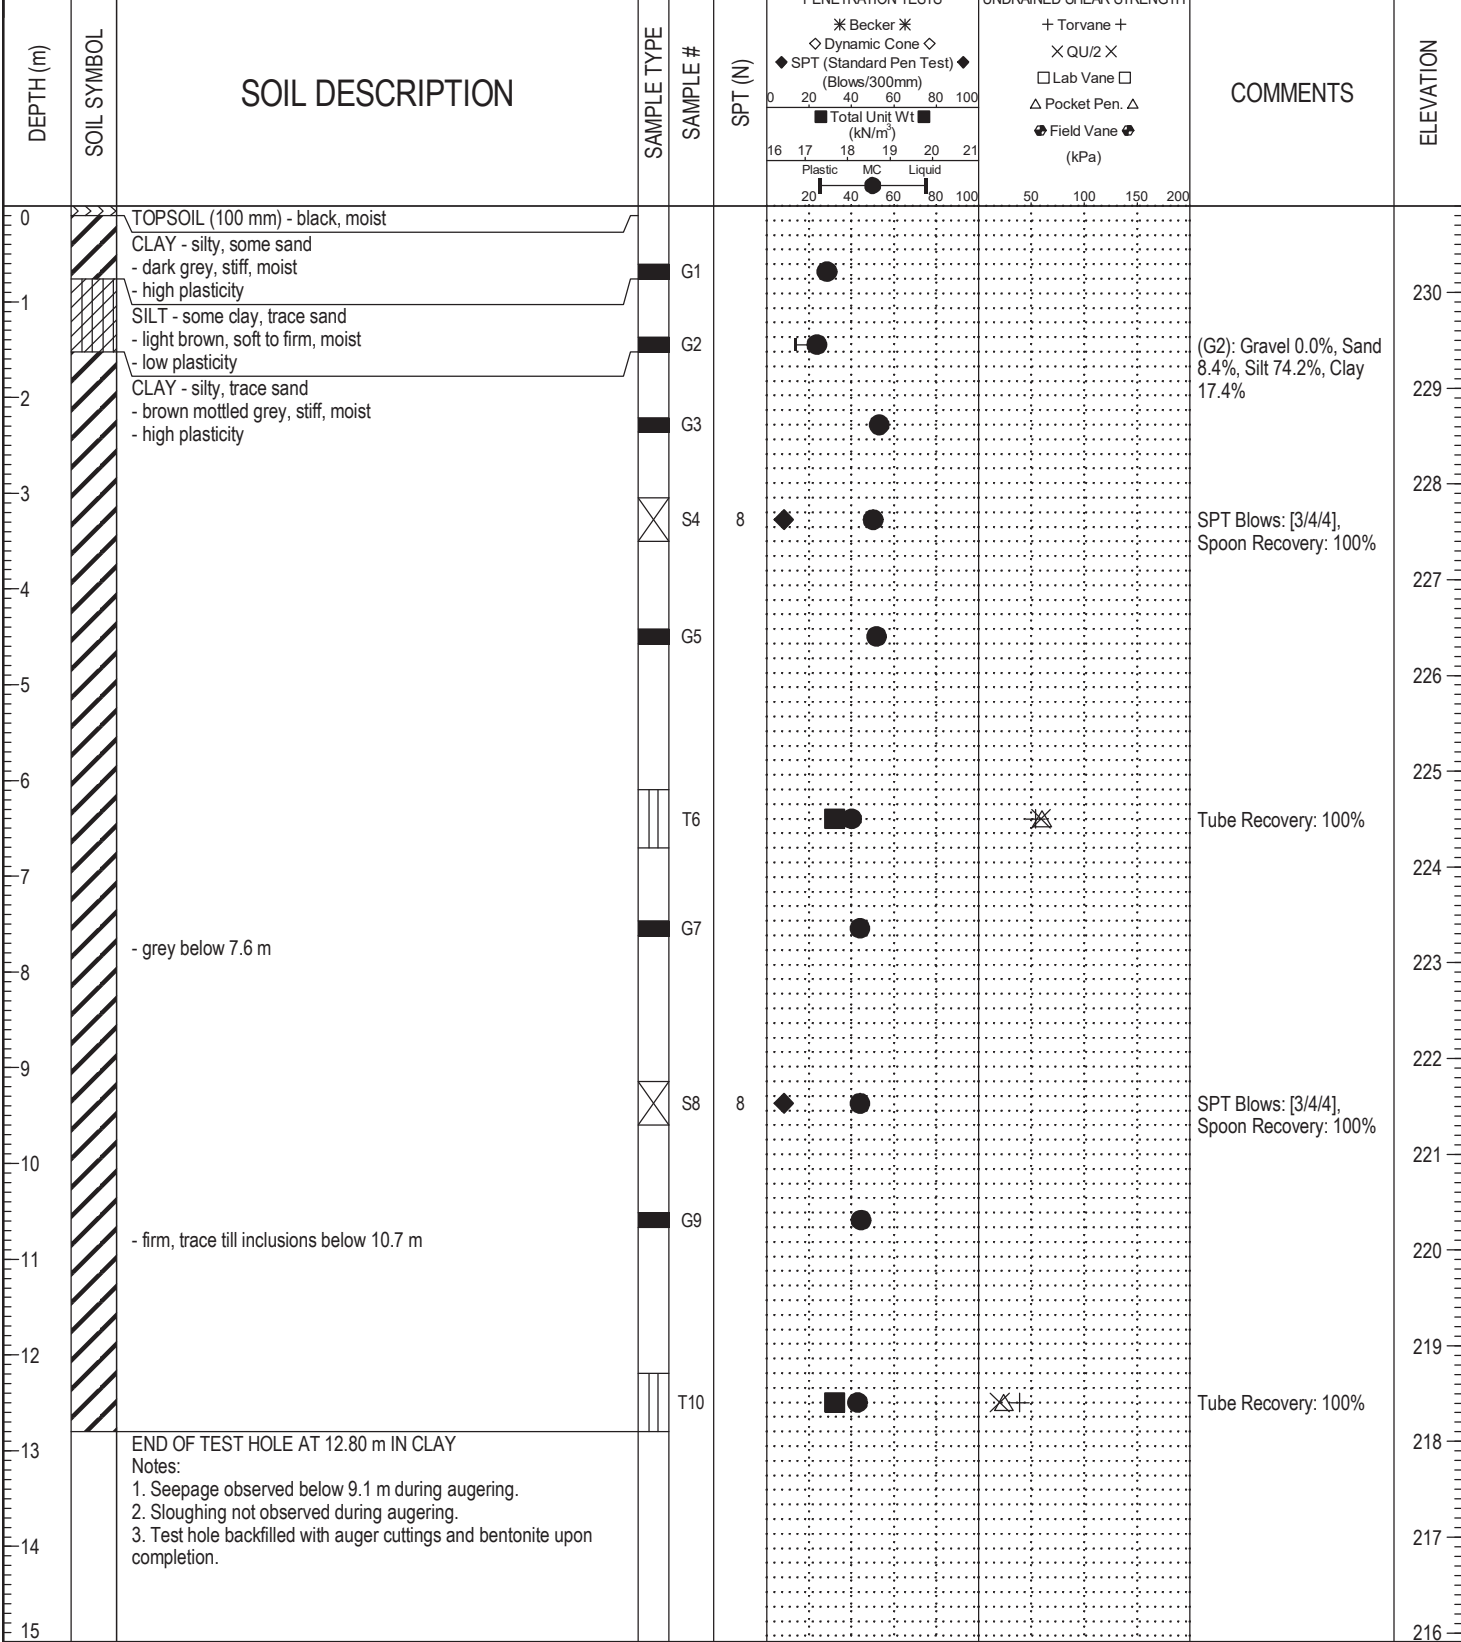 PENETRATION TESTS
UNDRAINED SHEAR STRENGTH
DEPTH (m)
SOIL SYMBOL
SOIL DESCRIPTION
SAMPLE TYPE
SAMPLE #
SPT (N)
Becker
Dynamic Cone
SPT (Standard Pen Test)
(Blows/300mm)
0 20 40 60 80 100
Total Unit Wt
(kN/m³)
16 17 18 19 20 21
Plastic MC Liquid
20 40 60 80 100
Torvane
QU/2
Lab Vane
Pocket Pen.
Field Vane
(kPa)
50 100 150 200
COMMENTS
ELEVATION
0
TOPSOIL (100 mm) - black, moist
CLAY - silty, some sand
- dark grey, stiff, moist
G1
- high plasticity
230
1
SILT - some clay, trace sand
- light brown, soft to firm, moist
G2
(G2): Gravel 0.0%, Sand
8.4%, Silt 74.2%, Clay
17.4%
- low plasticity
229
CLAY - silty, trace sand
2
- brown mottled grey, stiff, moist
G3
- high plasticity
228
3
S4
8
SPT Blows: [3/4/4],
Spoon Recovery: 100%
227
4
G5
226
5
225
6
T6
Tube Recovery: 100%
224
7
G7
- grey below 7.6 m
223
8
222
9
S8
8
SPT Blows: [3/4/4],
Spoon Recovery: 100%
221
10
G9
- firm, trace till inclusions below 10.7 m
220
11
219
12
T10
Tube Recovery: 100%
218
13
END OF TEST HOLE AT 12.80 m IN CLAY
Notes:
1. Seepage observed below 9.1 m during augering.
2. Sloughing not observed during augering.
3. Test hole backfilled with auger cuttings and bentonite upon
completion.
217
14
216
15